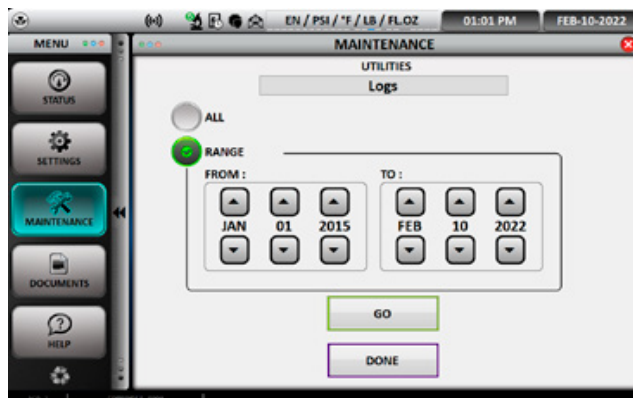 EN / PSI / °F / LB / FL.OZ 01:01 PM FEB-10-2022
MENU MAINTENANCE
UTILITIES
Logs
STATUS
ALL
RANGE
SETTINGS
FROM : TO :
JAN 01 2015 FEB 10 2022
MAINTENANCE
DOCUMENTS
GO
HELP
DONE